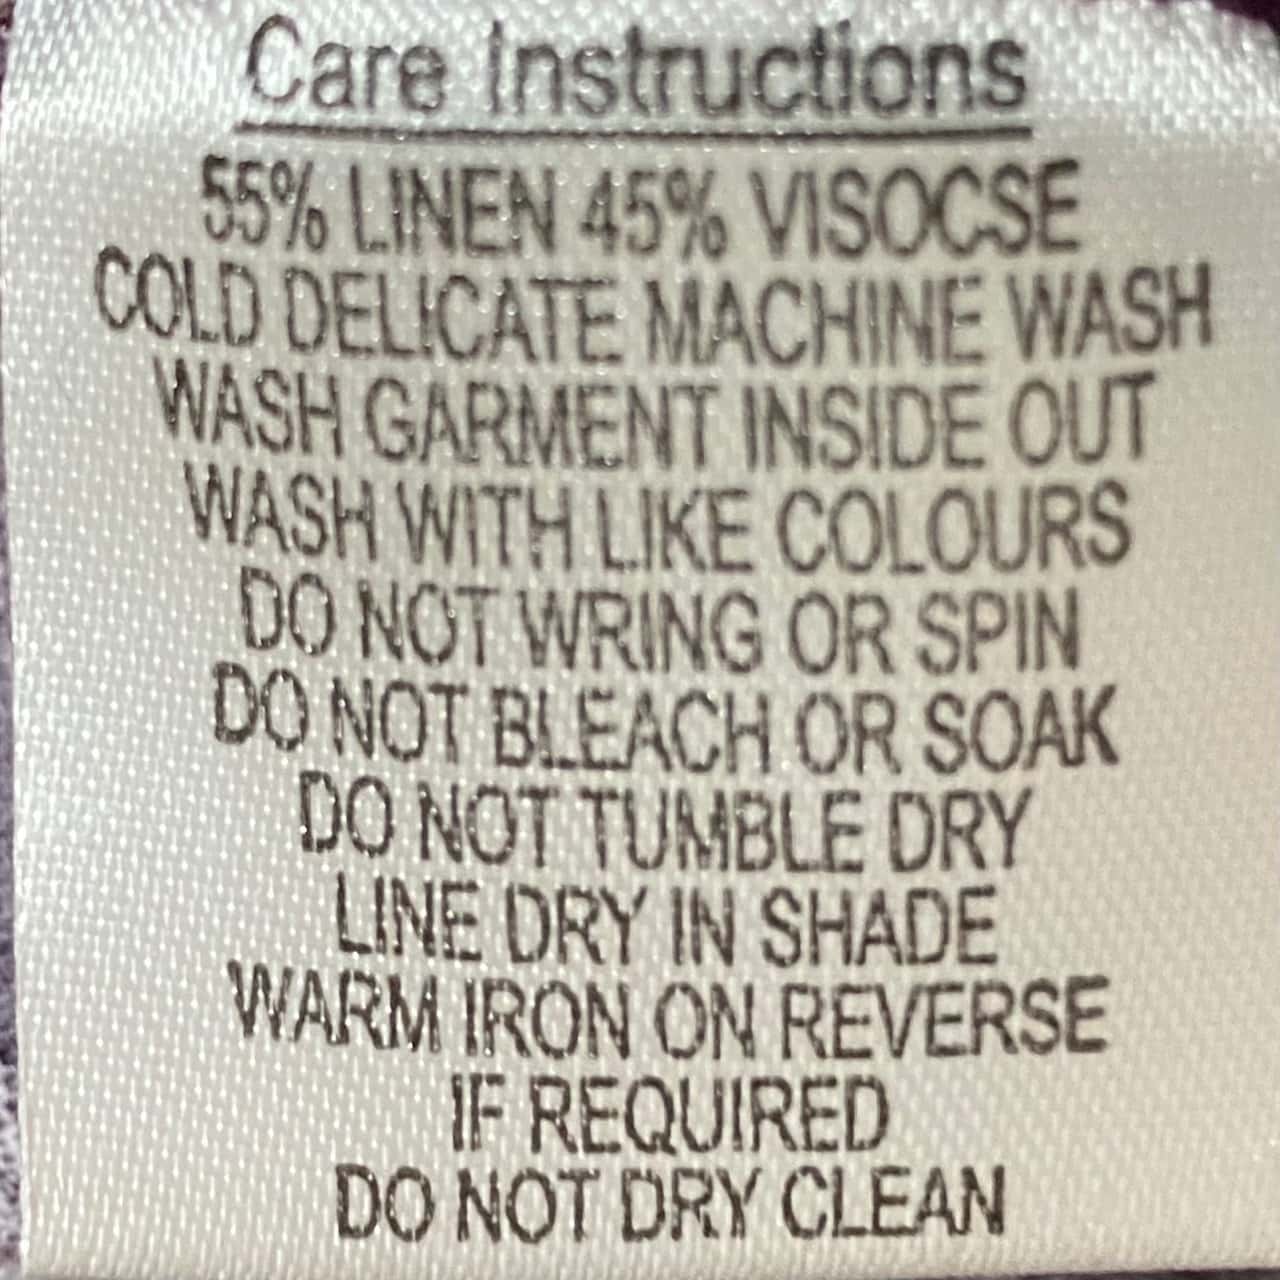 Care Instructions
55% LINEN 45% VISOCSE
COLD DELICATE MACHINE WASH
WASH GARMENT INSIDE OUT
WASH WITH LIKE COLOURS
DO NOT WRING OR SPIN
DO NOT BLEACH OR SOAK
DO NOT TUMBLE DRY
LINE DRY IN SHADE
WARM IRON ON REVERSE
IF REQUIRED
DO NOT DRY CLEAN